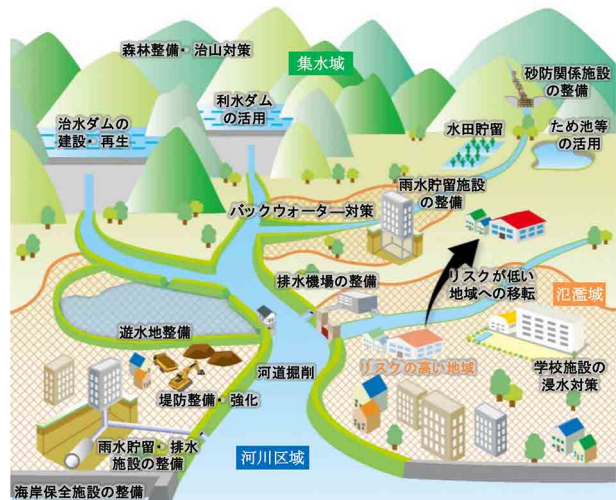 森林整備・治山対策
集水域
砂防関係施設
の整備
治水ダムの
建設・再生
利水ダム
の活用
水田貯留
ため池等
の活用
バックウォーター対策
雨水貯留施設
の整備
排水機場の整備
リスクが低い
地域への移転
氾濫域
遊水地整備
リスクの高い地域
学校施設の
浸水対策
河道掘削
堤防整備・強化
雨水貯留・排水
施設の整備
河川区域
海岸保全施設の整備